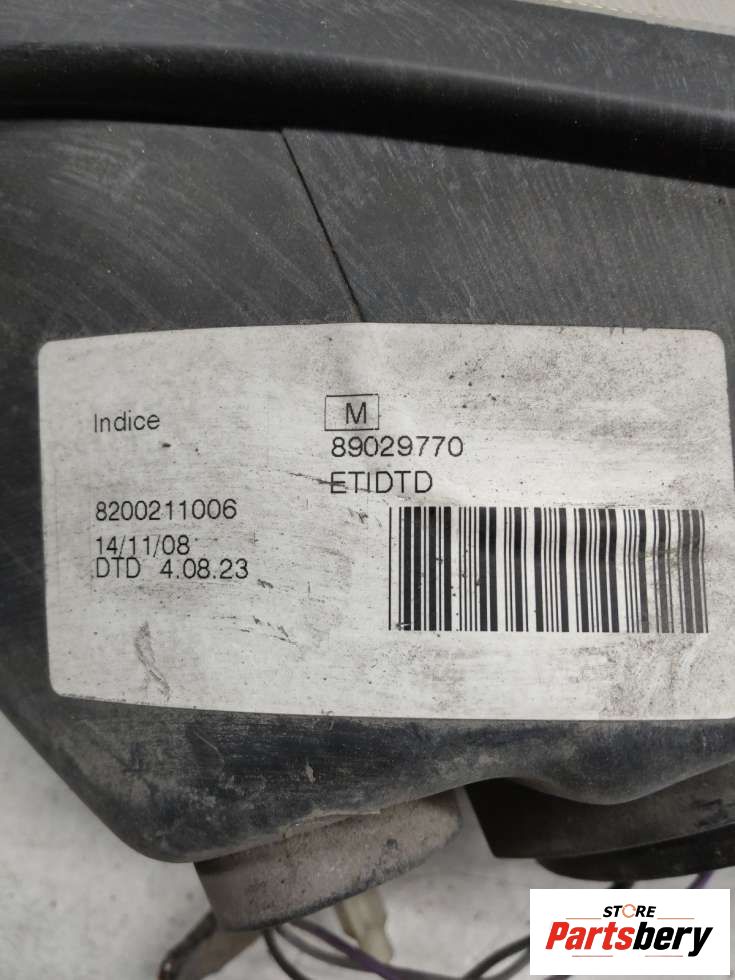 Indice
M
89029770
ETIDTD
8200211006
14/11/08
DTD 4.08.23
STORE
Partsbery